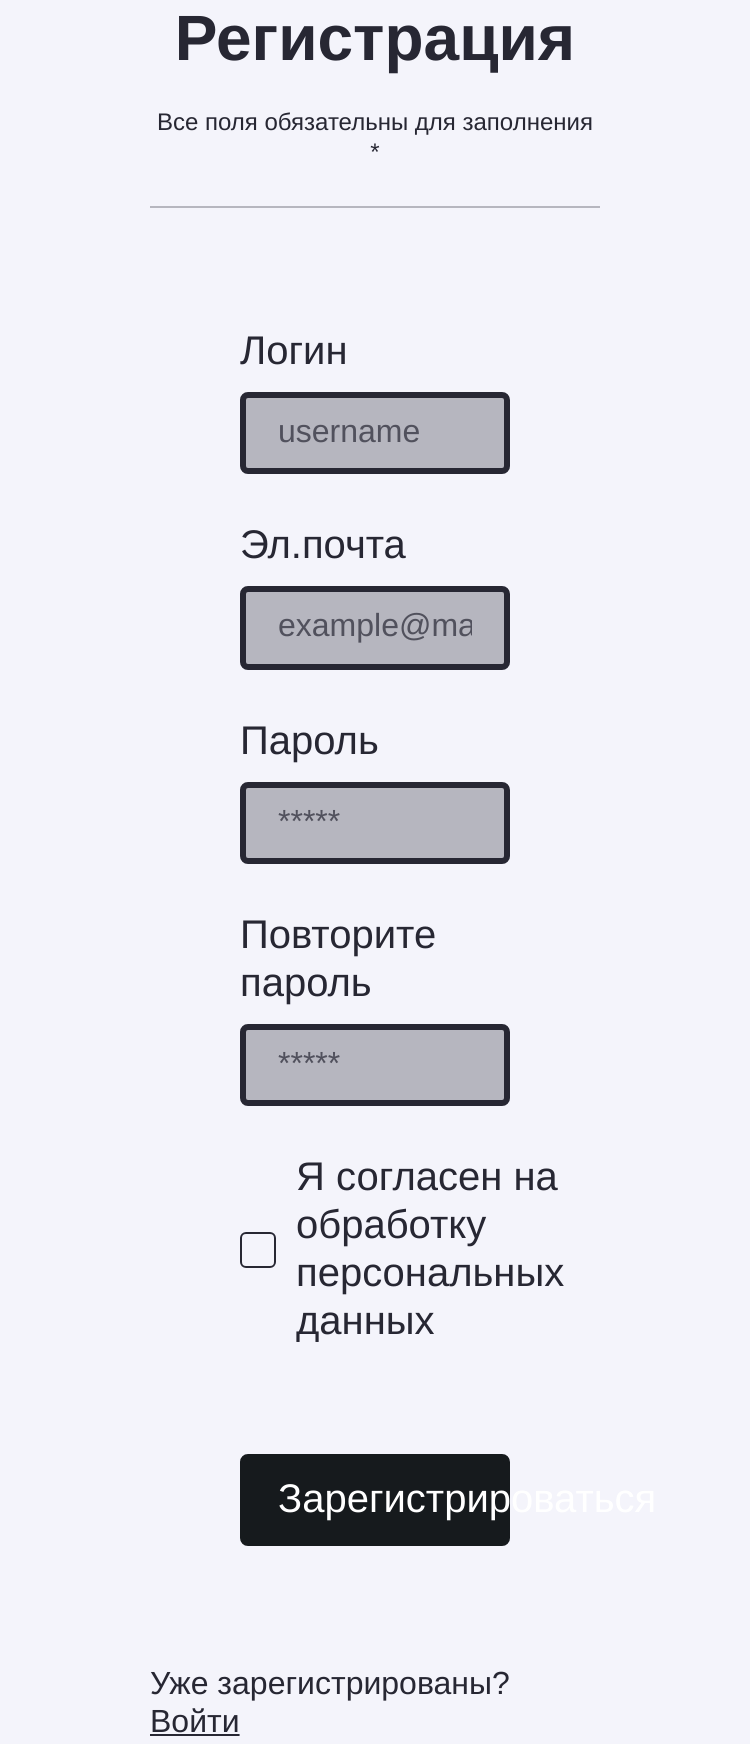 Регистрация
Все поля обязательны для заполнения
*
Логин
username
Эл.почта
example@ma
Пароль
*****
Повторите
пароль
*****
Я согласен на
обработку
персональных
данных
Зарегистрироваться
Уже зарегистрированы?
Войти